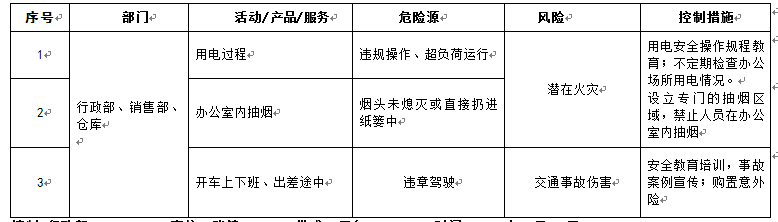 序号 部门 活动/产品/服务 危险源 风险 控制措施
1 行政部、销售部、仓库 用电过程 违规操作、超负荷运行 潜在火灾 用电安全操作规程教育；不定期检查办公场所用电情况。
2 办公室内抽烟 烟头未熄灭或直接扔进纸篓中 设立专门的抽烟区域，禁止人员在办公室内抽烟
3 开车上下班、出差途中 违章驾驶 交通事故伤害 安全教育培训，事故案例宣传；购置意外险